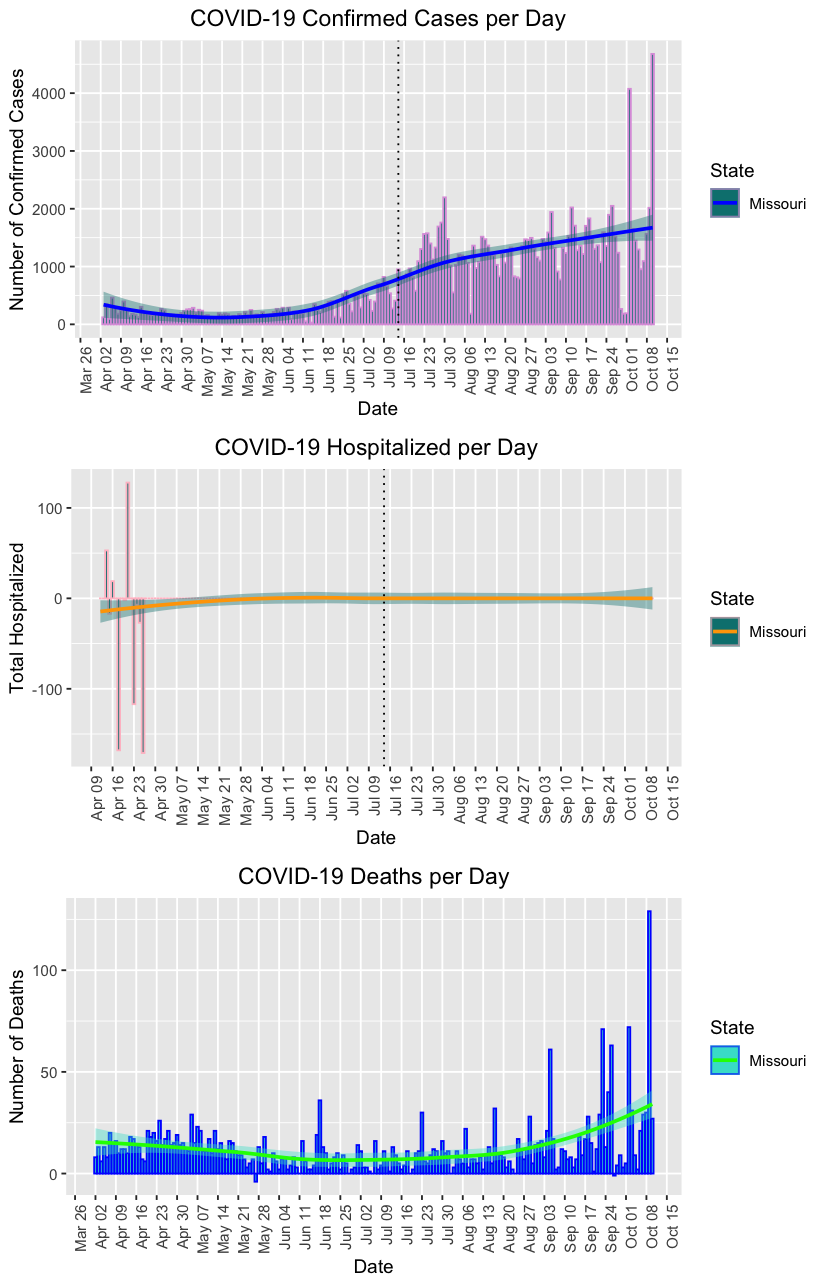 COVID-19 Confirmed Cases per Day
Number of Confirmed Cases
4000
3000
2000
1000
0
Mar 26
Apr 02
Apr 09
Apr 16
Apr 23
Apr 30
May 07
May 14
May 21
May 28
Jun 04
Jun 11
Jun 18
Jun 25
Jul 02
Jul 09
Jul 16
Jul 23
Jul 30
Aug 06
Aug 13
Aug 20
Aug 27
Sep 03
Sep 10
Sep 17
Sep 24
Oct 01
Oct 08
Oct 15
Date
State
Missouri
COVID-19 Hospitalized per Day
Total Hospitalized
100
0
-100
Apr 09
Apr 16
Apr 23
Apr 30
May 07
May 14
May 21
May 28
Jun 04
Jun 11
Jun 18
Jun 25
Jul 02
Jul 09
Jul 16
Jul 23
Jul 30
Aug 06
Aug 13
Aug 20
Aug 27
Sep 03
Sep 10
Sep 17
Sep 24
Oct 01
Oct 08
Oct 15
Date
State
Missouri
COVID-19 Deaths per Day
Number of Deaths
100
50
0
Mar 26
Apr 02
Apr 09
Apr 16
Apr 23
Apr 30
May 07
May 14
May 21
May 28
Jun 04
Jun 11
Jun 18
Jun 25
Jul 02
Jul 09
Jul 16
Jul 23
Jul 30
Aug 06
Aug 13
Aug 20
Aug 27
Sep 03
Sep 10
Sep 17
Sep 24
Oct 01
Oct 08
Oct 15
Date
State
Missouri